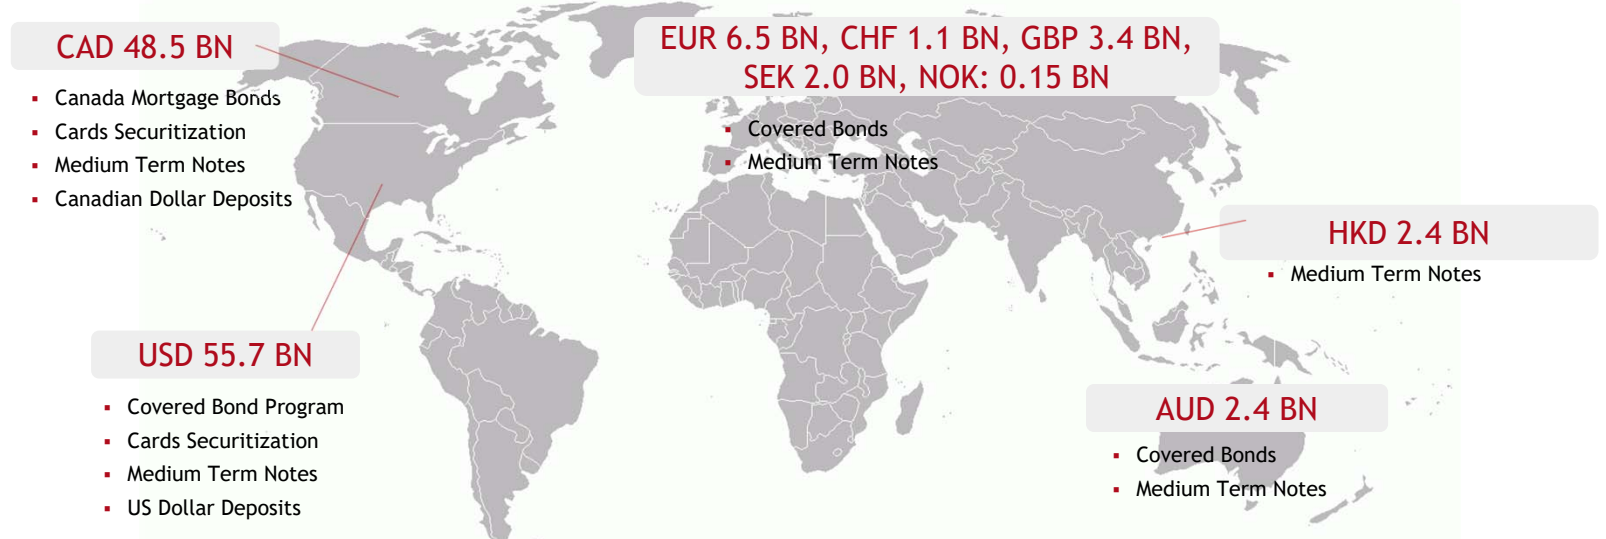 CAD 48.5 BN
▪ Canada Mortgage Bonds
▪ Cards Securitization
▪ Medium Term Notes
▪ Canadian Dollar Deposits
EUR 6.5 BN, CHF 1.1 BN, GBP 3.4 BN,
SEK 2.0 BN, NOK: 0.15 BN
▪ Covered Bonds
▪ Medium Term Notes
HKD 2.4 BN
▪ Medium Term Notes
USD 55.7 BN
▪ Covered Bond Program
▪ Cards Securitization
▪ Medium Term Notes
▪ US Dollar Deposits
AUD 2.4 BN
▪ Covered Bonds
▪ Medium Term Notes